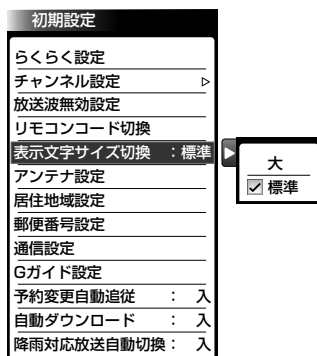 初期設定
らくらく設定
チャンネル設定
放送波無効設定
リモコンコード切換
表示文字サイズ切換 : 標準
アンテナ設定
居住地域設定
郵便番号設定
通信設定
Gガイド設定
予約変更自動追従 : 入
自動ダウンロード : 入
降雨対応放送自動切換 : 入
大
標準